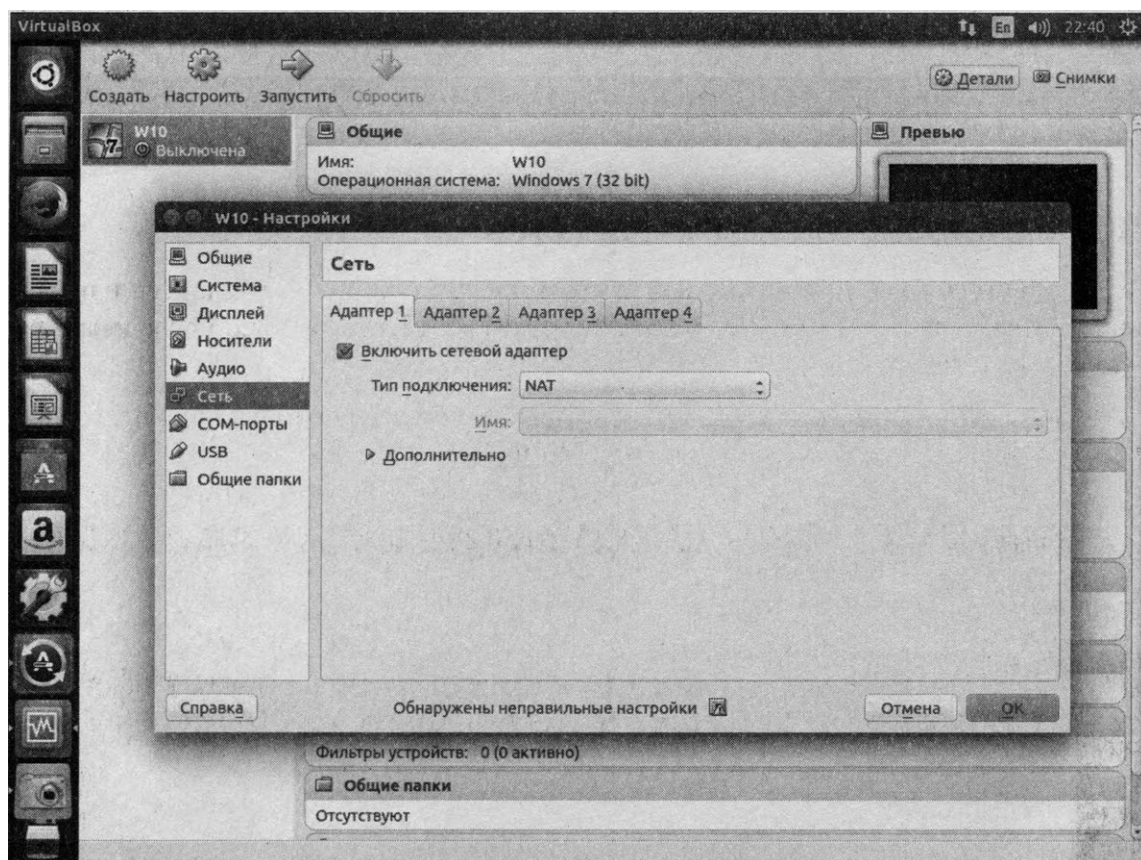 VirtualBox En 22:40
Создать Настроить Запустить Сбросить Детали Снимки
W10
Выключена
Общие
Имя: W10
Операционная система: Windows 7 (32 bit)
Превью
W10 - Настройки
Общие
Система
Дисплей
Носители
Аудио
Сеть
COM-порты
USB
Общие папки
Сеть
Адаптер 1 Адаптер 2 Адаптер 3 Адаптер 4
Включить сетевой адаптер
Тип подключения: NAT
Имя:
Дополнительно
Справка Обнаружены неправильные настройки Отмена OK
Фильтры устройств: 0 (0 активно)
Общие папки
Отсутствуют